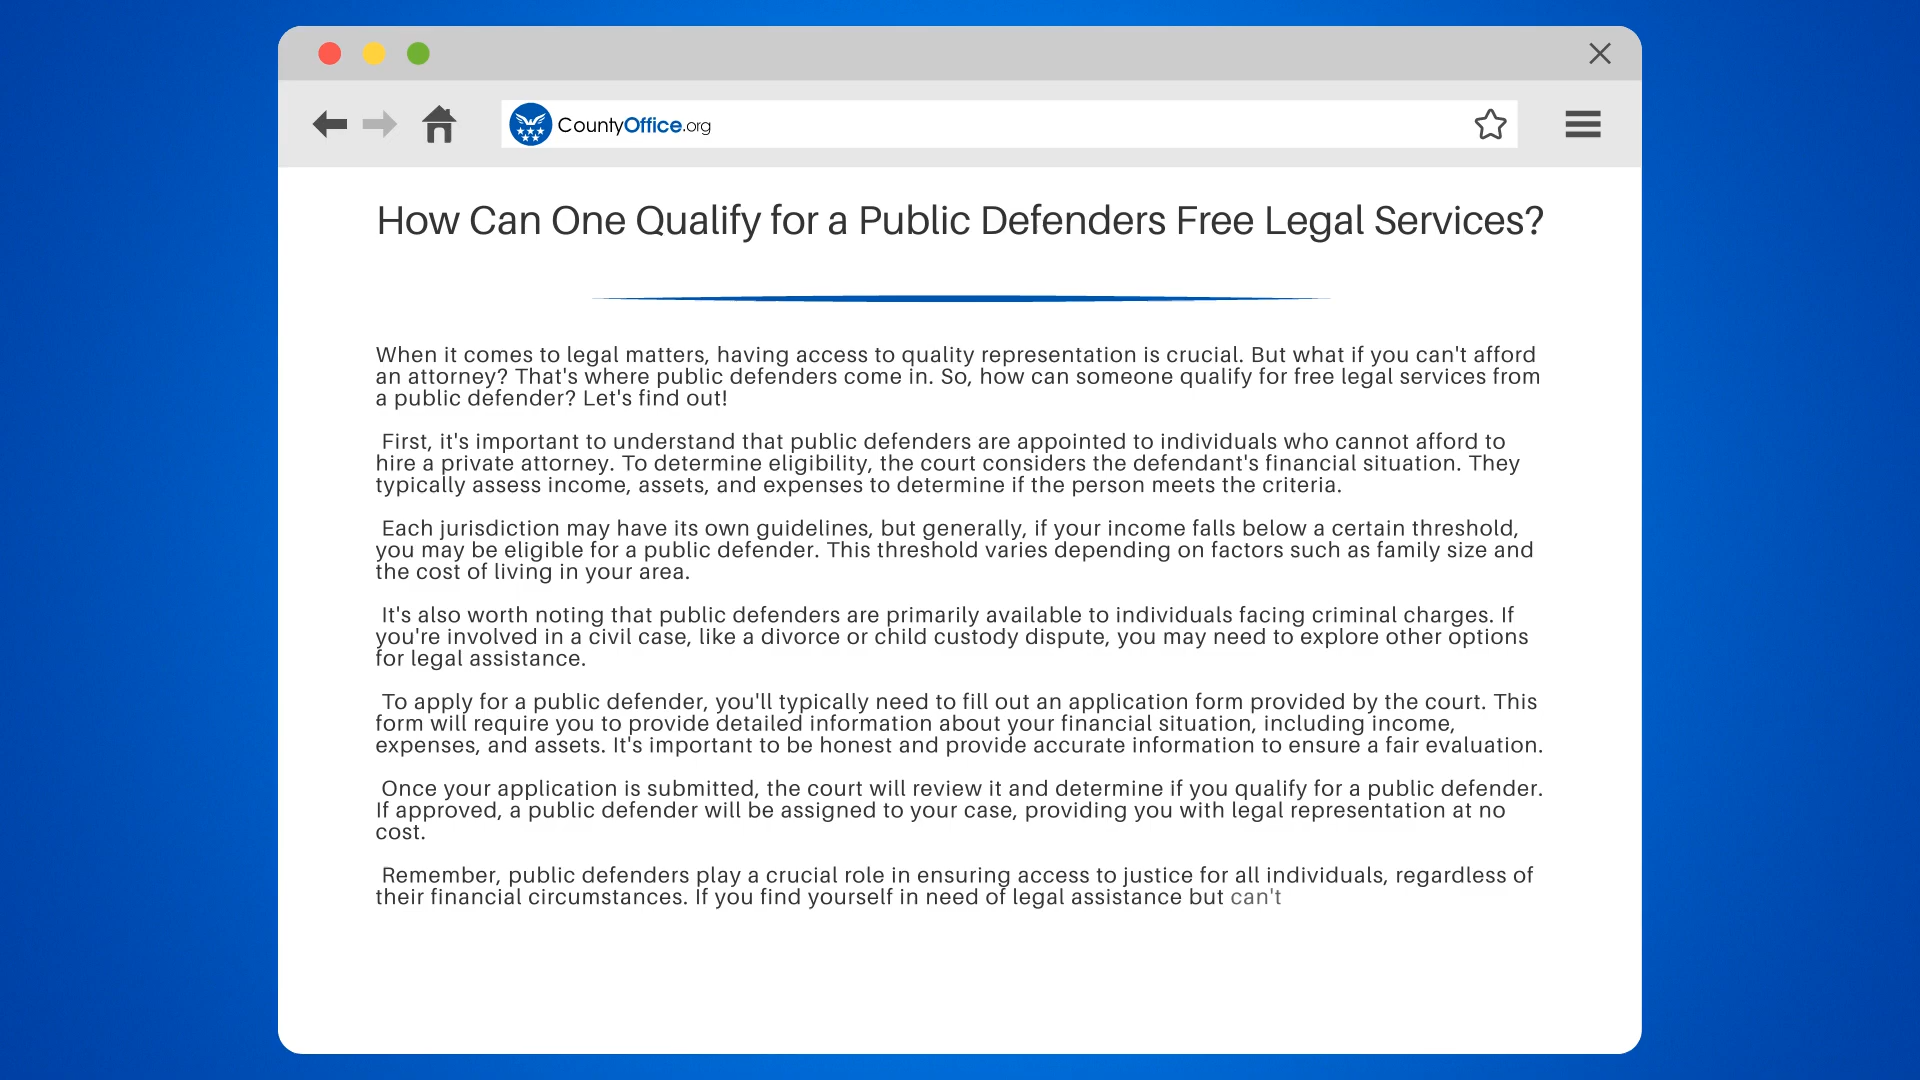 CountyOffice.org
How Can One Qualify for a Public Defenders Free Legal Services?
When it comes to legal matters, having access to quality representation is crucial. But what if you can't afford
an attorney? That's where public defenders come in. So, how can someone qualify for free legal services from
a public defender? Let's find out!
First, it's important to understand that public defenders are appointed to individuals who cannot afford to
hire a private attorney. To determine eligibility, the court considers the defendant's financial situation. They
typically assess income, assets, and expenses to determine if the person meets the criteria.
Each jurisdiction may have its own guidelines, but generally, if your income falls below a certain threshold,
you may be eligible for a public defender. This threshold varies depending on factors such as family size and
the cost of living in your area.
It's also worth noting that public defenders are primarily available to individuals facing criminal charges. If
you're involved in a civil case, like a divorce or child custody dispute, you may need to explore other options
for legal assistance.
To apply for a public defender, you'll typically need to fill out an application form provided by the court. This
form will require you to provide detailed information about your financial situation, including income,
expenses, and assets. It's important to be honest and provide accurate information to ensure a fair evaluation.
Once your application is submitted, the court will review it and determine if you qualify for a public defender.
If approved, a public defender will be assigned to your case, providing you with legal representation at no
cost.
Remember, public defenders play a crucial role in ensuring access to justice for all individuals, regardless of
their financial circumstances. If you find yourself in need of legal assistance but can't